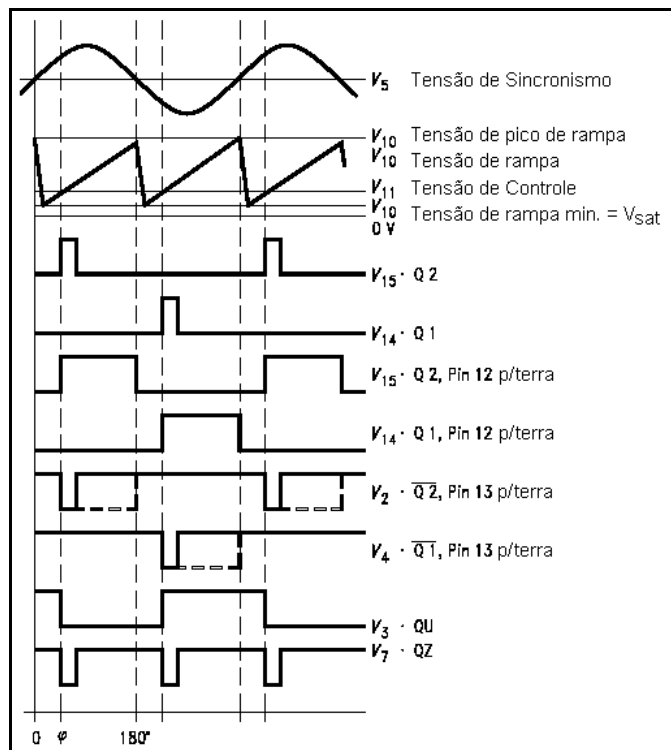 V5 Tensão de Sincronismo
V10 Tensão de pico de rampa
V10 Tensão de rampa
V11 Tensão de Controle
V10 Tensão de rampa min. = Vsat
0 V
V15 · Q 2
V14 · Q 1
V15 · Q 2, Pin 12 p/terra
V14 · Q 1, Pin 12 p/terra
V2 · Q̅ ̅2̅, Pin 13 p/terra
V4 · Q̅ ̅1̅, Pin 13 p/terra
V3 · QU
V7 · QZ
0 φ 180°